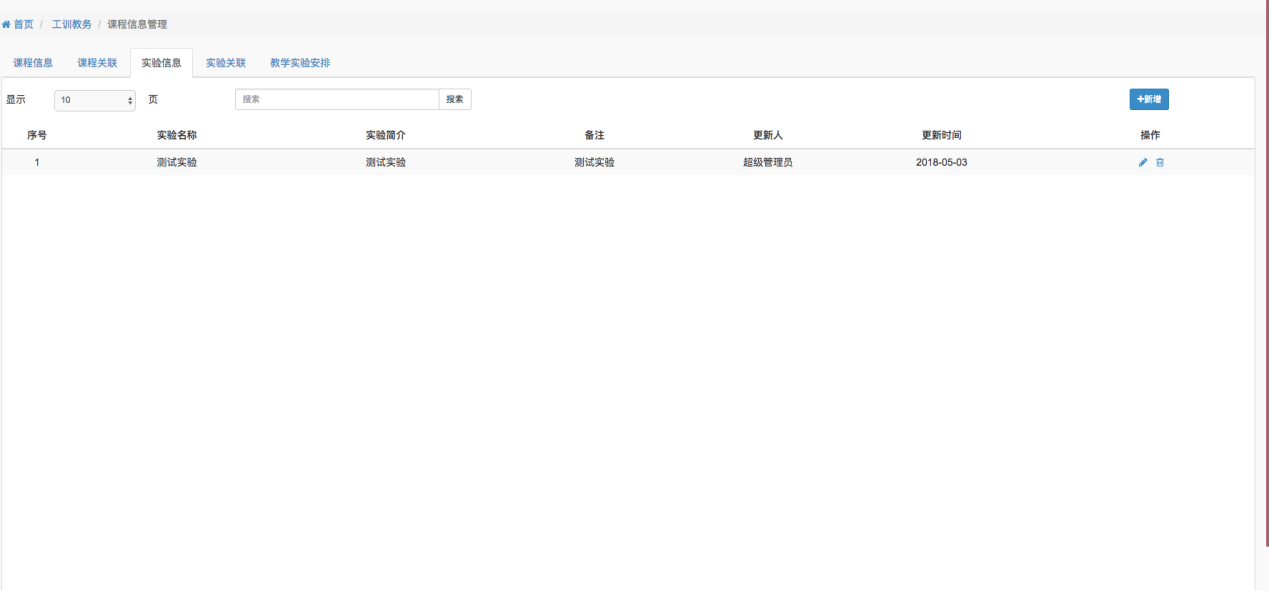 首页 / 工训教务 / 课程信息管理
课程信息 课程关联 实验信息 实验关联 教学实验安排
显示 10 页 搜索 搜索 +新增
序号 实验名称 实验简介 备注 更新人 更新时间 操作
1 测试实验 测试实验 测试实验 超级管理员 2018-05-03